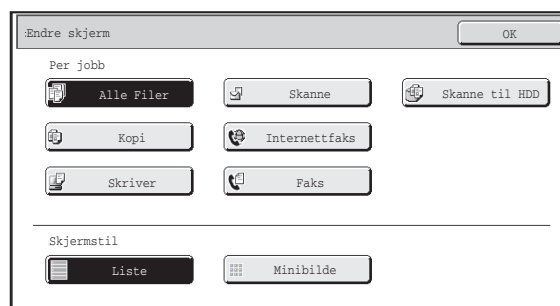 :Endre skjerm
OK
Per jobb
Alle Filer
Skanne
Skanne til HDD
Kopi
Internettfaks
Skriver
Faks
Skjermstil
Liste
Minibilde